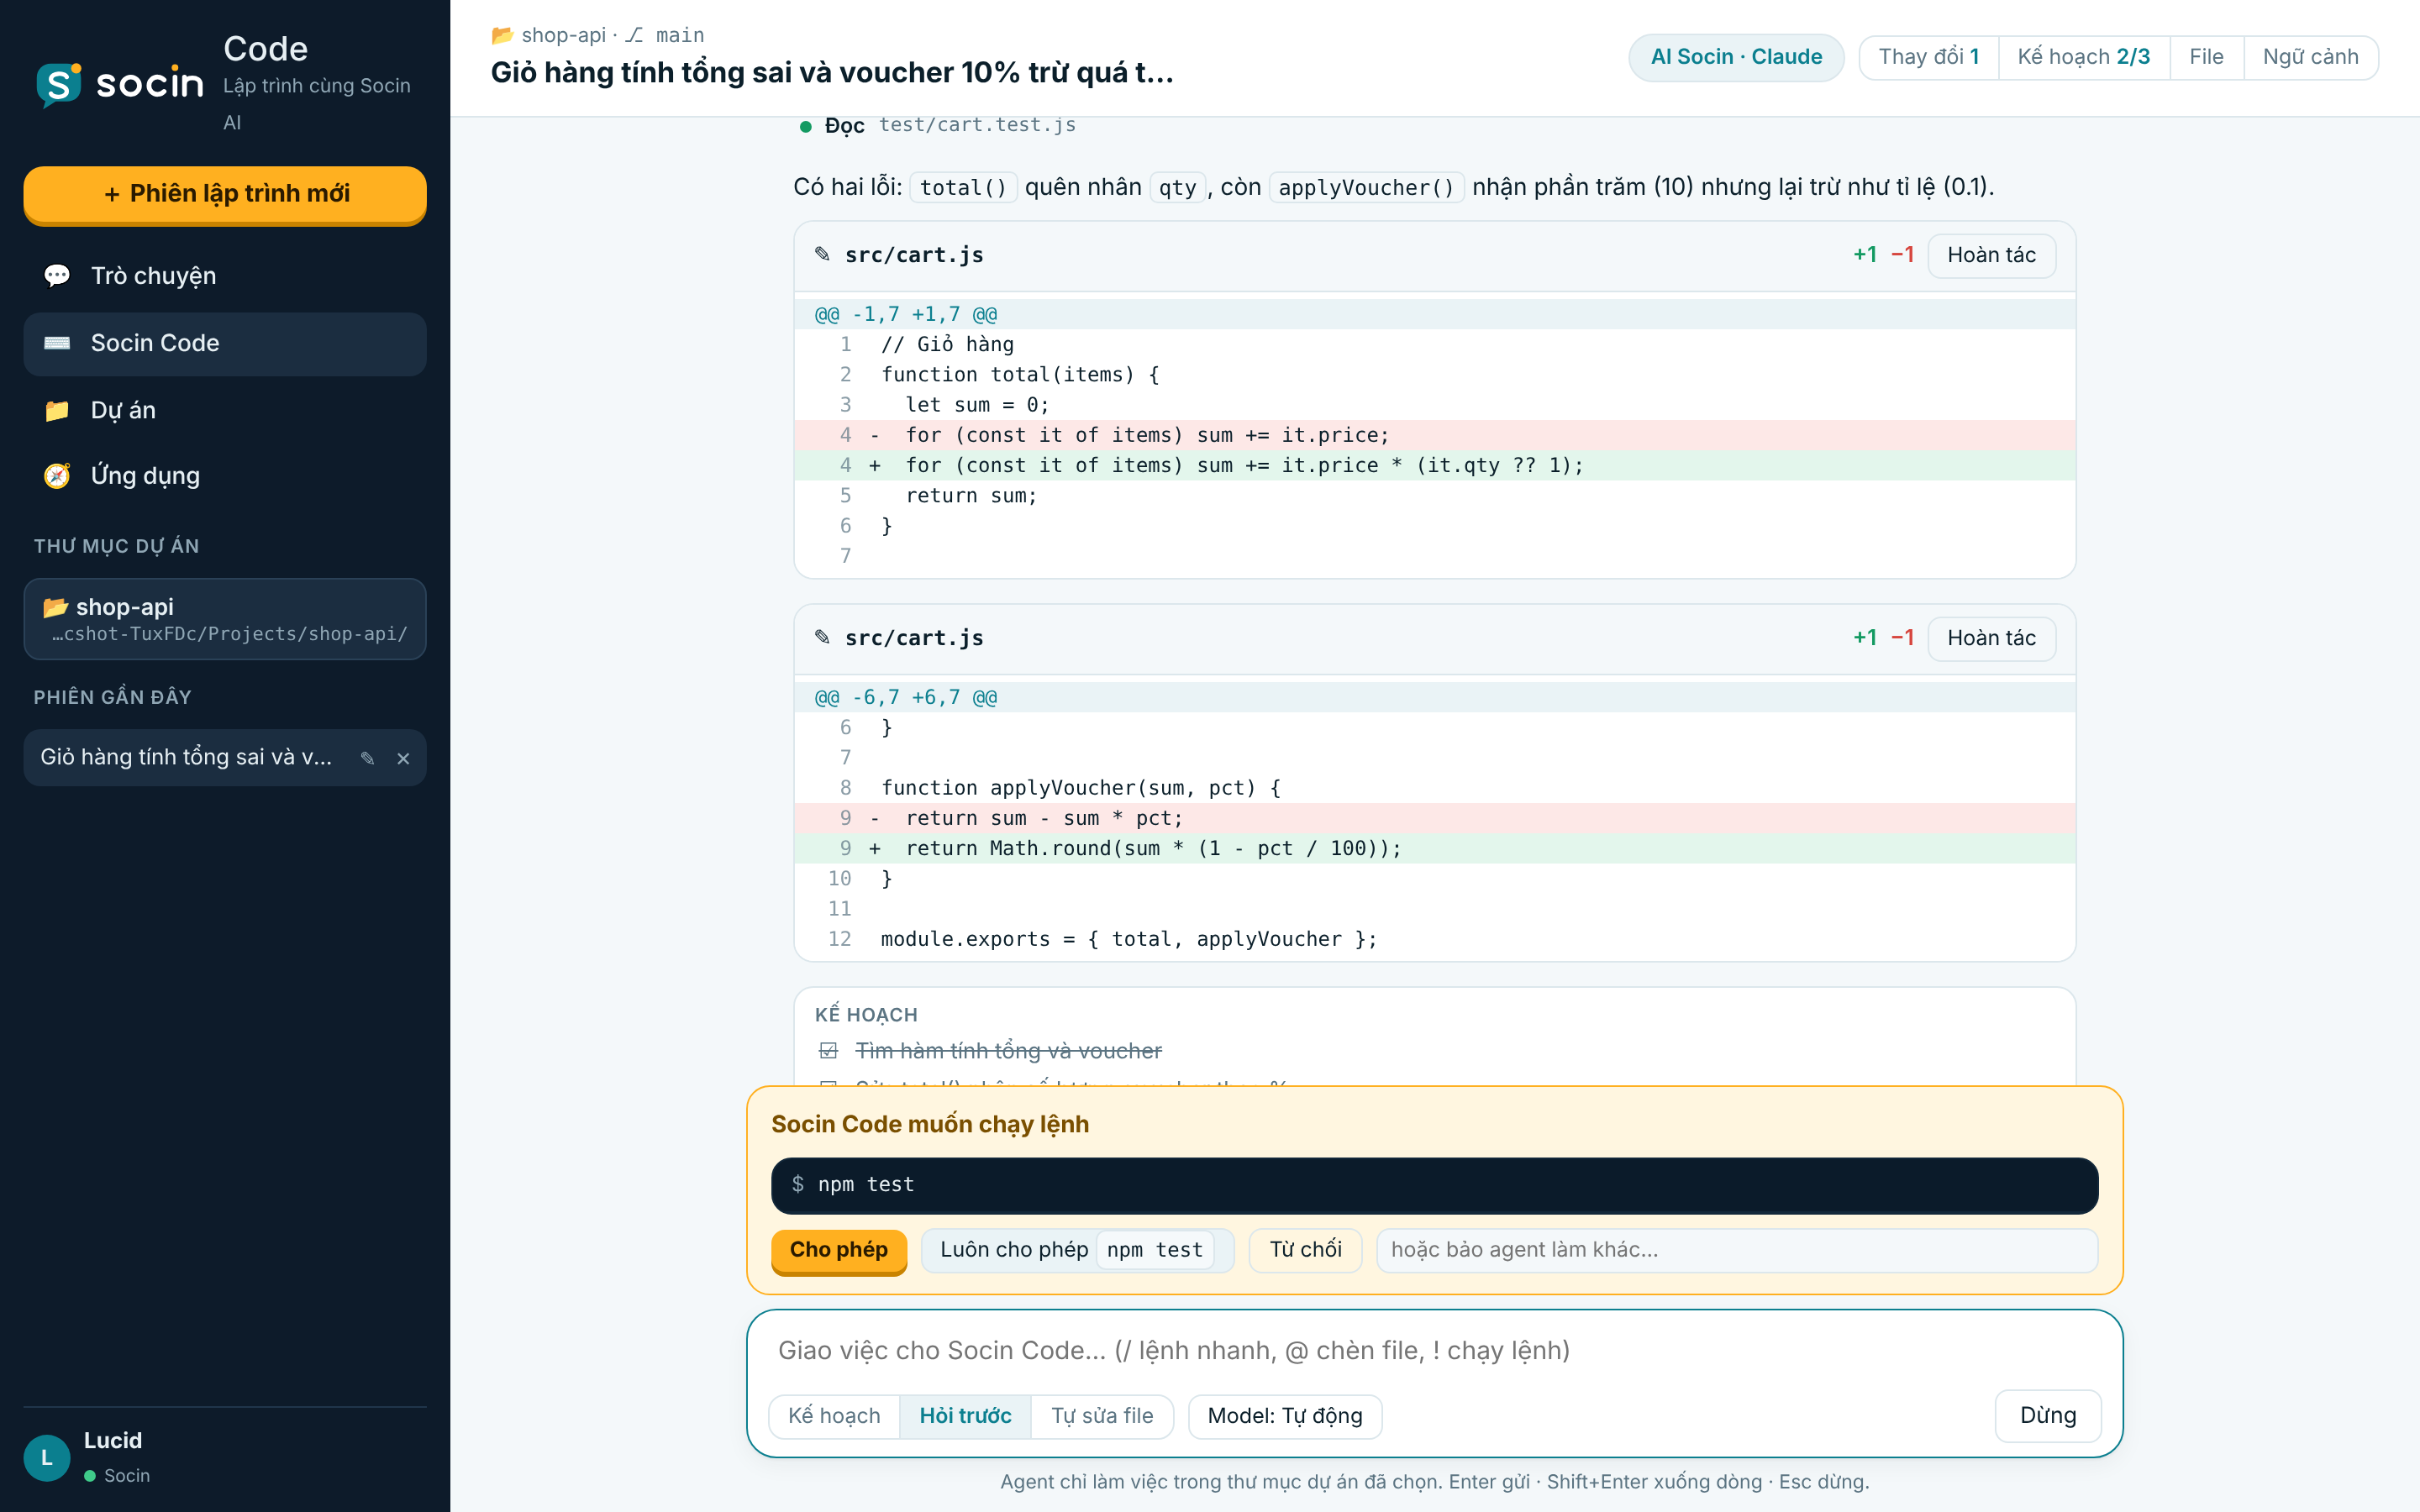 socin
Code
Lập trình cùng Socin
AI
+ Phiên lập trình mới
Trò chuyện
Socin Code
Dự án
Ứng dụng
THƯ MỤC DỰ ÁN
shop-api
…cshot-TuxFDc/Projects/shop-api/
PHIÊN GẦN ĐÂY
Giỏ hàng tính tổng sai và v…
Lucid
L
Socin
shop-api · ⎇ main
Giỏ hàng tính tổng sai và voucher 10% trừ quá t…
AI Socin · Claude
Thay đổi 1
Kế hoạch 2/3
File
Ngữ cảnh
Đọc test/cart.test.js
Có hai lỗi: total() quên nhân qty, còn applyVoucher() nhận phần trăm (10) nhưng lại trừ như tỉ lệ (0.1).
✎ src/cart.js +1 −1 Hoàn tác
@@ -1,7 +1,7 @@
1 // Giỏ hàng
2 function total(items) {
3 let sum = 0;
4 - for (const it of items) sum += it.price;
4 + for (const it of items) sum += it.price * (it.qty ?? 1);
5 return sum;
6 }
7
✎ src/cart.js +1 −1 Hoàn tác
@@ -6,7 +6,7 @@
6 }
7
8 function applyVoucher(sum, pct) {
9 - return sum - sum * pct;
9 + return Math.round(sum * (1 - pct / 100));
10 }
11
12 module.exports = { total, applyVoucher };
KẾ HOẠCH
☑ Tìm hàm tính tổng và voucher
Socin Code muốn chạy lệnh
$ npm test
Cho phép
Luôn cho phép npm test
Từ chối
hoặc bảo agent làm khác…
Giao việc cho Socin Code… (/ lệnh nhanh, @ chèn file, ! chạy lệnh)
Kế hoạch
Hỏi trước
Tự sửa file
Model: Tự động
Dừng
Agent chỉ làm việc trong thư mục dự án đã chọn. Enter gửi · Shift+Enter xuống dòng · Esc dừng.